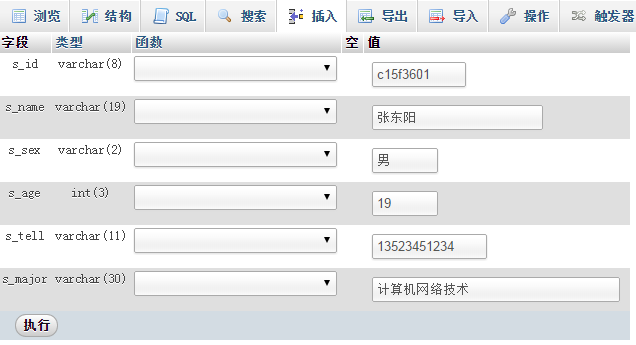 浏览 结构 SQL 搜索 插入 导出 导入 操作 触发器
字段 类型 函数 空 值
s_id varchar(8) c15f3601
s_name varchar(19) 张东阳
s_sex varchar(2) 男
s_age int(3) 19
s_tell varchar(11) 13523451234
s_major varchar(30) 计算机网络技术
执行